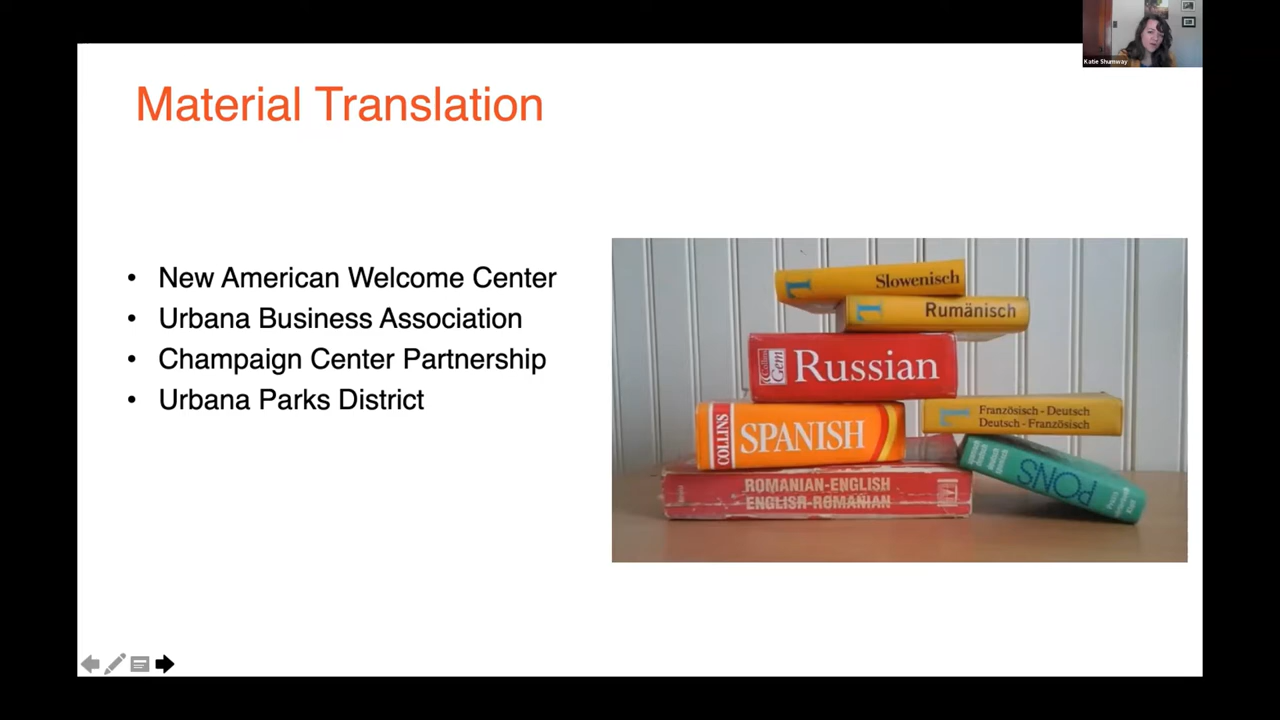 Katie Shumway
Material Translation
• New American Welcome Center
• Urbana Business Association
• Champaign Center Partnership
• Urbana Parks District
L Slowenisch
L Rumänisch
Collins
Gem
Russian
COLLINS
SPANISH
L Französisch - Deutsch
Deutsch - Französisch
ROMANIAN-ENGLISH
ENGLISH-ROMANIAN
PONS